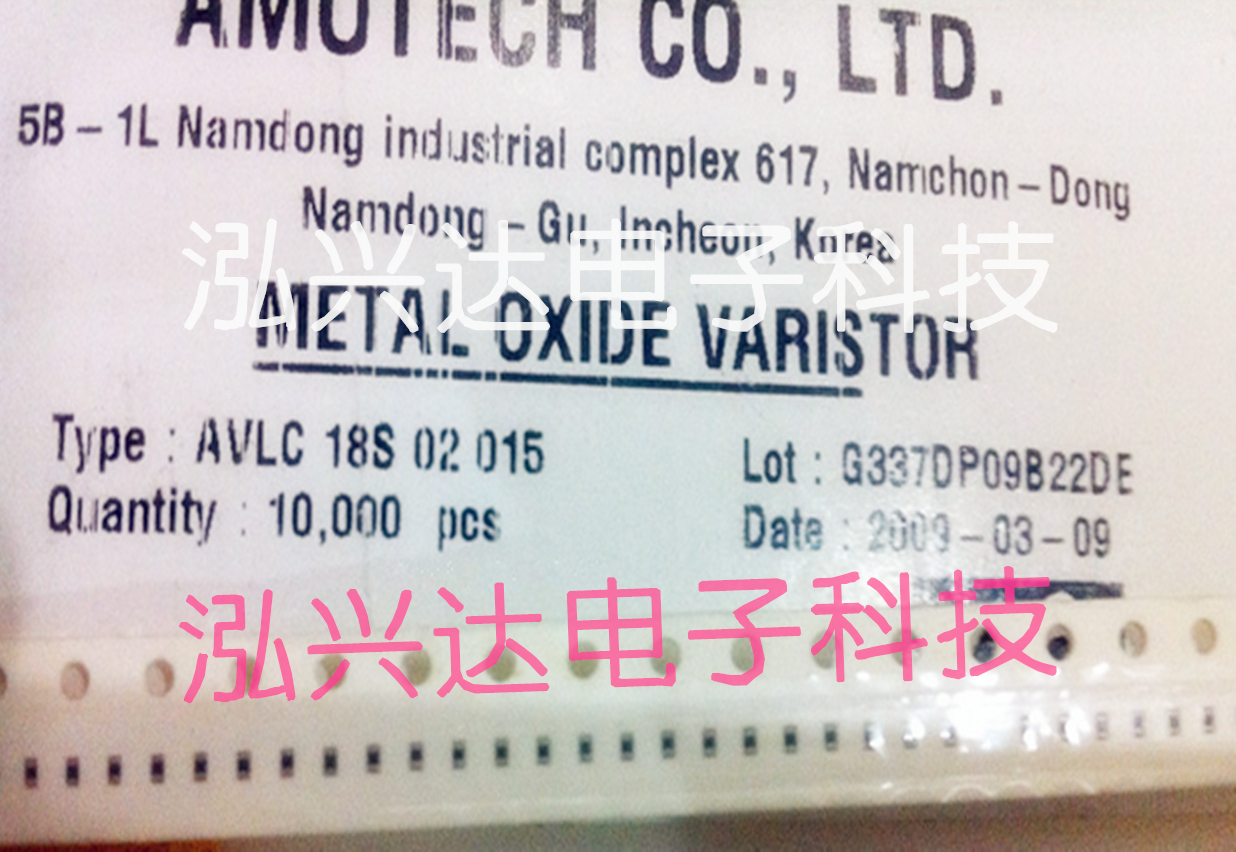 AMOTECH CO., LTD.
5B – 1L Namdong industrial complex 617, Namchon – Dong
Namdong – Gu, Incheon, Korea
泓兴达电子科技
METAL OXIDE VARISTOR
Type : AVLC 18S 02 015
Lot : G337DP09B22DE
Quantity : 10,000 pcs
Date : 2009 – 03 – 09
泓兴达电子科技